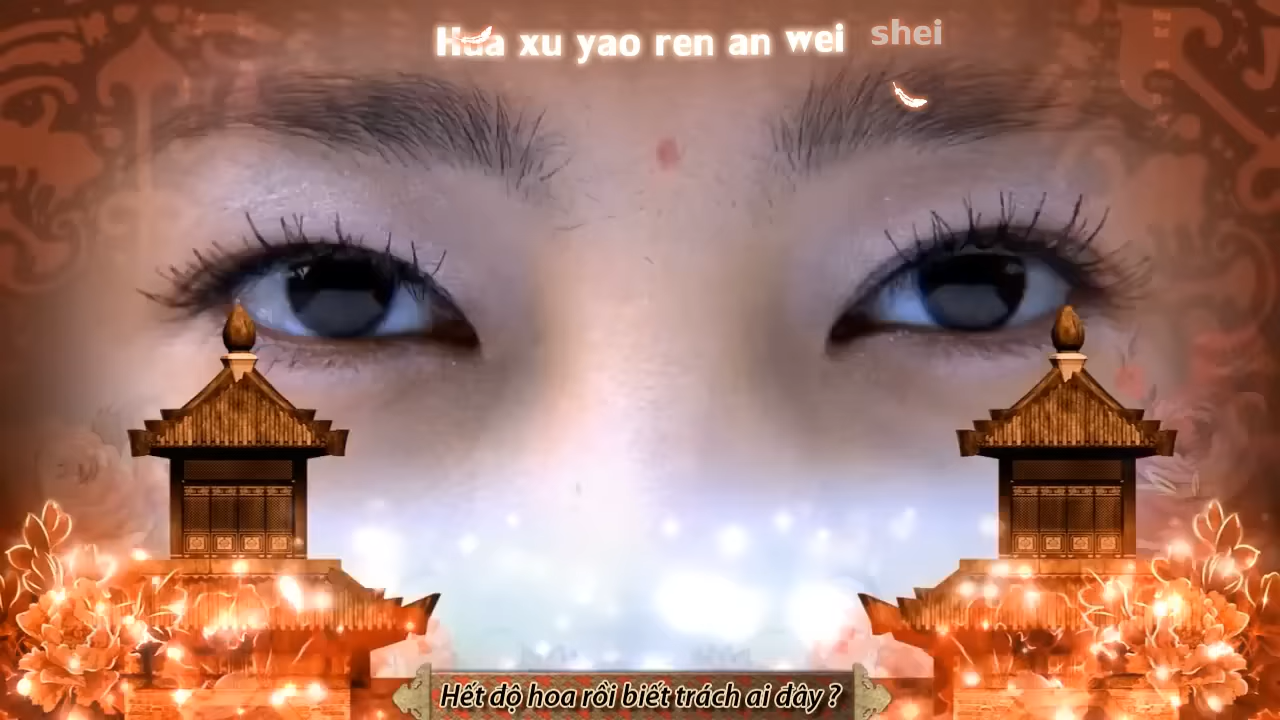 Hua xu yao ren an wei shei
Hết độ hoa rồi biết trách ai đây ?